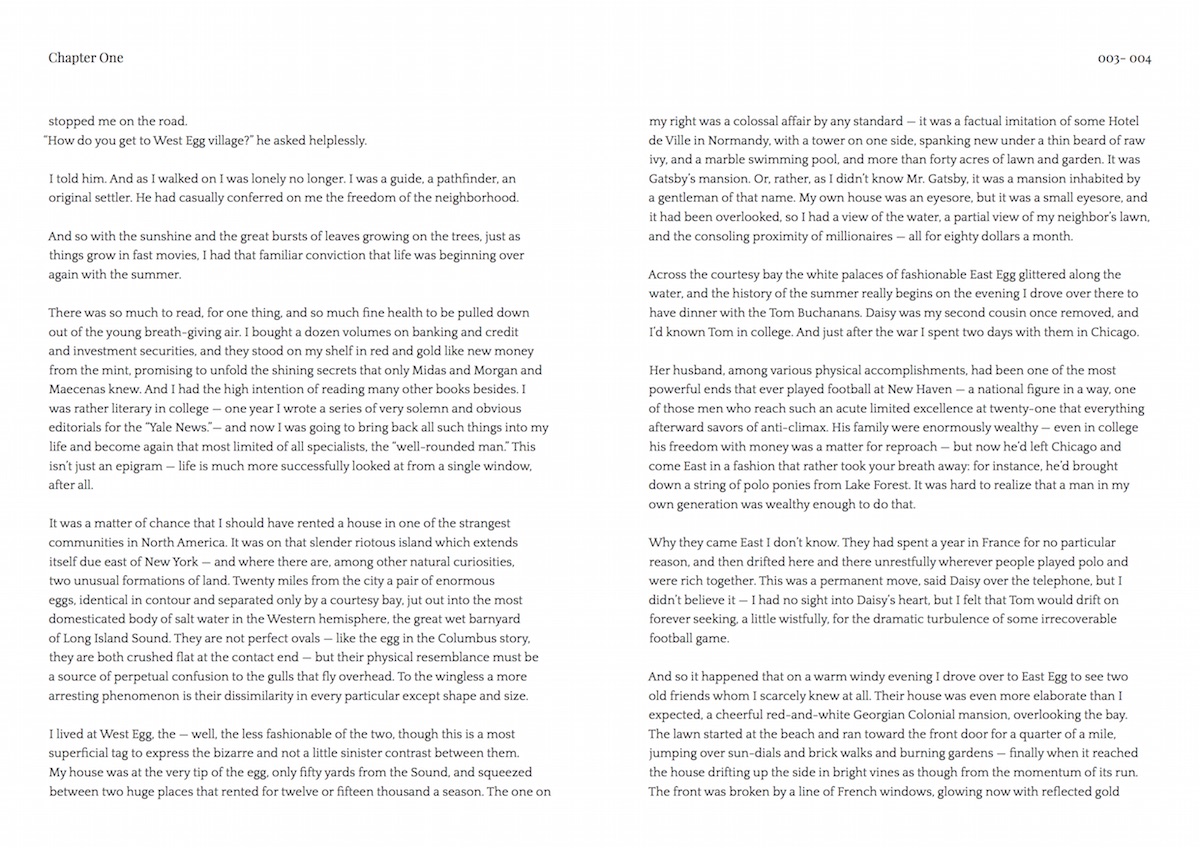 Chapter One
003– 004
stopped me on the road.
“How do you get to West Egg village?” he asked helplessly.
I told him. And as I walked on I was lonely no longer. I was a guide, a pathfinder, an
original settler. He had casually conferred on me the freedom of the neighborhood.
And so with the sunshine and the great bursts of leaves growing on the trees, just as
things grow in fast movies, I had that familiar conviction that life was beginning over
again with the summer.
There was so much to read, for one thing, and so much fine health to be pulled down
out of the young breath-giving air. I bought a dozen volumes on banking and credit
and investment securities, and they stood on my shelf in red and gold like new money
from the mint, promising to unfold the shining secrets that only Midas and Morgan and
Maecenas knew. And I had the high intention of reading many other books besides. I
was rather literary in college — one year I wrote a series of very solemn and obvious
editorials for the “Yale News.”— and now I was going to bring back all such things into my
life and become again that most limited of all specialists, the “well-rounded man.” This
isn’t just an epigram — life is much more successfully looked at from a single window,
after all.
It was a matter of chance that I should have rented a house in one of the strangest
communities in North America. It was on that slender riotous island which extends
itself due east of New York — and where there are, among other natural curiosities,
two unusual formations of land. Twenty miles from the city a pair of enormous
eggs, identical in contour and separated only by a courtesy bay, jut out into the most
domesticated body of salt water in the Western hemisphere, the great wet barnyard
of Long Island Sound. They are not perfect ovals — like the egg in the Columbus story,
they are both crushed flat at the contact end — but their physical resemblance must be
a source of perpetual confusion to the gulls that fly overhead. To the wingless a more
arresting phenomenon is their dissimilarity in every particular except shape and size.
I lived at West Egg, the — well, the less fashionable of the two, though this is a most
superficial tag to express the bizarre and not a little sinister contrast between them.
My house was at the very tip of the egg, only fifty yards from the Sound, and squeezed
between two huge places that rented for twelve or fifteen thousand a season. The one on
my right was a colossal affair by any standard — it was a factual imitation of some Hotel
de Ville in Normandy, with a tower on one side, spanking new under a thin beard of raw
ivy, and a marble swimming pool, and more than forty acres of lawn and garden. It was
Gatsby’s mansion. Or, rather, as I didn’t know Mr. Gatsby, it was a mansion inhabited by
a gentleman of that name. My own house was an eyesore, but it was a small eyesore, and
it had been overlooked, so I had a view of the water, a partial view of my neighbor’s lawn,
and the consoling proximity of millionaires — all for eighty dollars a month.
Across the courtesy bay the white palaces of fashionable East Egg glittered along the
water, and the history of the summer really begins on the evening I drove over there to
have dinner with the Tom Buchanans. Daisy was my second cousin once removed, and
I’d known Tom in college. And just after the war I spent two days with them in Chicago.
Her husband, among various physical accomplishments, had been one of the most
powerful ends that ever played football at New Haven — a national figure in a way, one
of those men who reach such an acute limited excellence at twenty-one that everything
afterward savors of anti-climax. His family were enormously wealthy — even in college
his freedom with money was a matter for reproach — but now he’d left Chicago and
come East in a fashion that rather took your breath away: for instance, he’d brought
down a string of polo ponies from Lake Forest. It was hard to realize that a man in my
own generation was wealthy enough to do that.
Why they came East I don’t know. They had spent a year in France for no particular
reason, and then drifted here and there unrestfully wherever people played polo and
were rich together. This was a permanent move, said Daisy over the telephone, but I
didn’t believe it — I had no sight into Daisy’s heart, but I felt that Tom would drift on
forever seeking, a little wistfully, for the dramatic turbulence of some irrecoverable
football game.
And so it happened that on a warm windy evening I drove over to East Egg to see two
old friends whom I scarcely knew at all. Their house was even more elaborate than I
expected, a cheerful red-and-white Georgian Colonial mansion, overlooking the bay.
The lawn started at the beach and ran toward the front door for a quarter of a mile,
jumping over sun-dials and brick walks and burning gardens — finally when it reached
the house drifting up the side in bright vines as though from the momentum of its run.
The front was broken by a line of French windows, glowing now with reflected gold